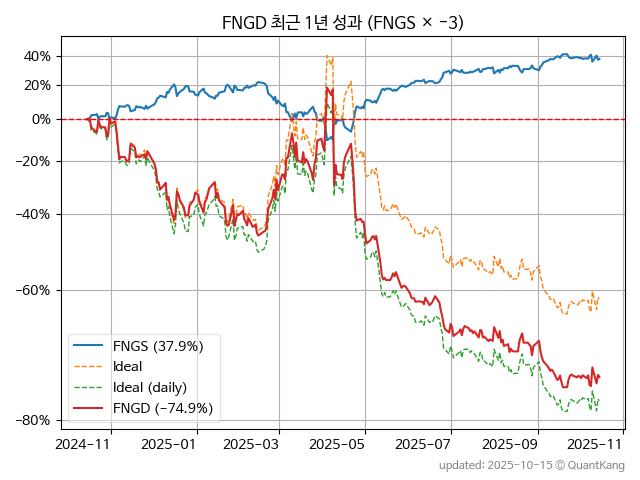 FNGD 최근 1년 성과 (FNGS × −3)
40%
20%
0%
−20%
−40%
−60%
−80%
FNGS (37.9%)
Ideal
Ideal (daily)
FNGD (−74.9%)
2024−11
2025−01
2025−03
2025−05
2025−07
2025−09
2025−11
updated: 2025-10-15 © QuantKang